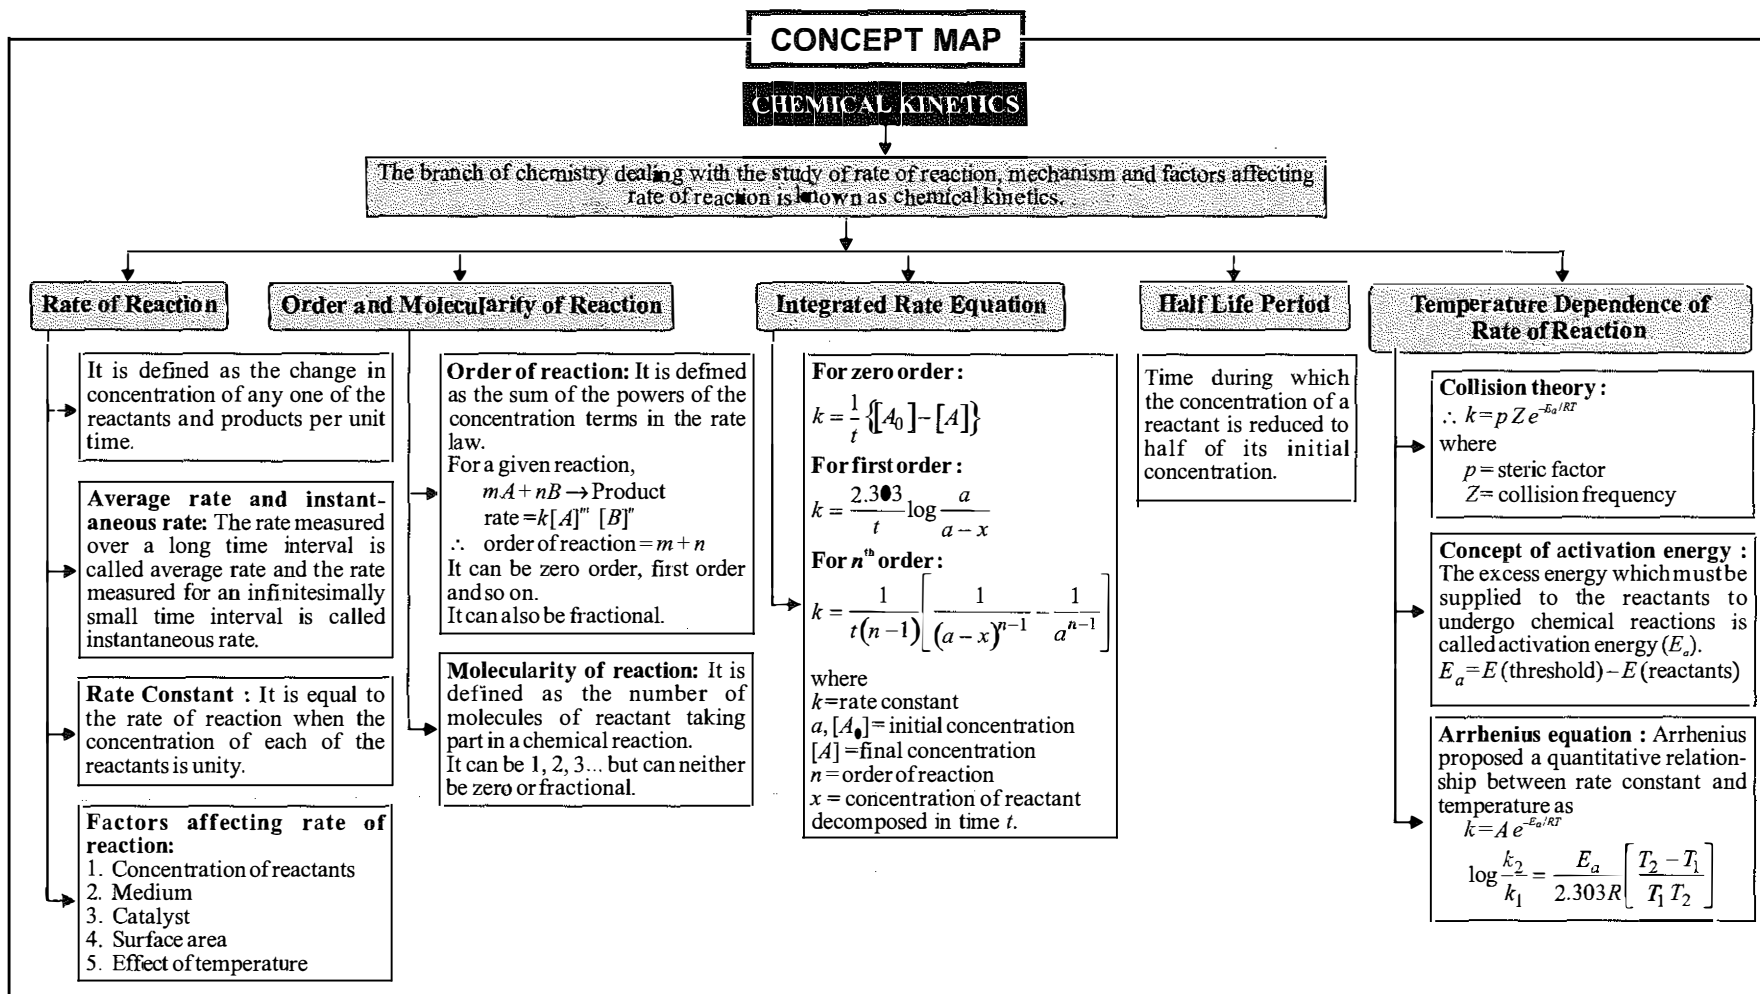 CONCEPT MAP
CHEMICAL KINETICS
The branch of chemistry dealing with the study of rate of reaction, mechanism and factors affecting
rate of reaction is known as chemical kinetics.
Rate of Reaction
It is defined as the change in
concentration of any one of the
reactants and products per unit
time.
Average rate and instant-
aneous rate: The rate measured
over a long time interval is
called average rate and the rate
measured for an infinitesimally
small time interval is called
instantaneous rate.
Rate Constant : It is equal to
the rate of reaction when the
concentration of each of the
reactants is unity.
Factors affecting rate of
reaction:
1. Concentration of reactants
2. Medium
3. Catalyst
4. Surface area
5. Effect of temperature
Order and Molecularity of Reaction
Order of reaction: It is defined
as the sum of the powers of the
concentration terms in the rate
law.
For a given reaction,
mA + nB → Product
rate = k[A]^m [B]^n
∴ order of reaction = m + n
It can be zero order, first order
and so on.
It can also be fractional.
Molecularity of reaction: It is
defined as the number of
molecules of reactant taking
part in a chemical reaction.
It can be 1, 2, 3... but can neither
be zero or fractional.
Integrated Rate Equation
For zero order :
k = 1/t {[A₀] − [A]}
For first order :
k = 2.303/t log a/(a − x)
For n^th order :
k = 1/(t(n − 1)) [1/(a − x)^(n−1) − 1/a^(n−1)]
where
k = rate constant
a, [A₀] = initial concentration
[A] = final concentration
n = order of reaction
x = concentration of reactant
decomposed in time t.
Half Life Period
Time during which
the concentration of a
reactant is reduced to
half of its initial
concentration.
Temperature Dependence of
Rate of Reaction
Collision theory :
∴ k = p Z e^(−Eₐ/RT)
where
p = steric factor
Z = collision frequency
Concept of activation energy :
The excess energy which must be
supplied to the reactants to
undergo chemical reactions is
called activation energy (Eₐ).
Eₐ = E (threshold) − E (reactants)
Arrhenius equation : Arrhenius
proposed a quantitative relation-
ship between rate constant and
temperature as
k = A e^(−Eₐ/RT)
log k₂/k₁ = Eₐ/2.303R [(T₂ − T₁)/(T₁ T₂)]